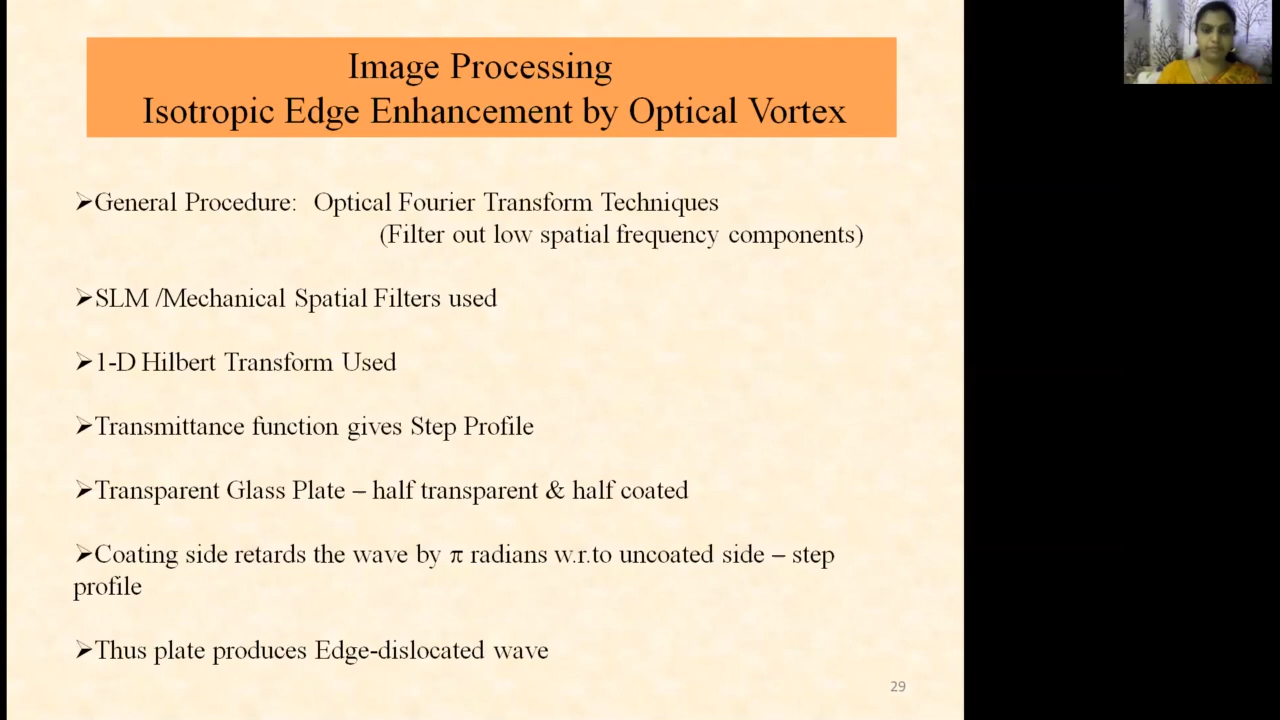 Image Processing
Isotropic Edge Enhancement by Optical Vortex
➢General Procedure: Optical Fourier Transform Techniques
(Filter out low spatial frequency components)
➢SLM /Mechanical Spatial Filters used
➢1-D Hilbert Transform Used
➢Transmittance function gives Step Profile
➢Transparent Glass Plate – half transparent & half coated
➢Coating side retards the wave by π radians w.r.to uncoated side – step
profile
➢Thus plate produces Edge-dislocated wave
29